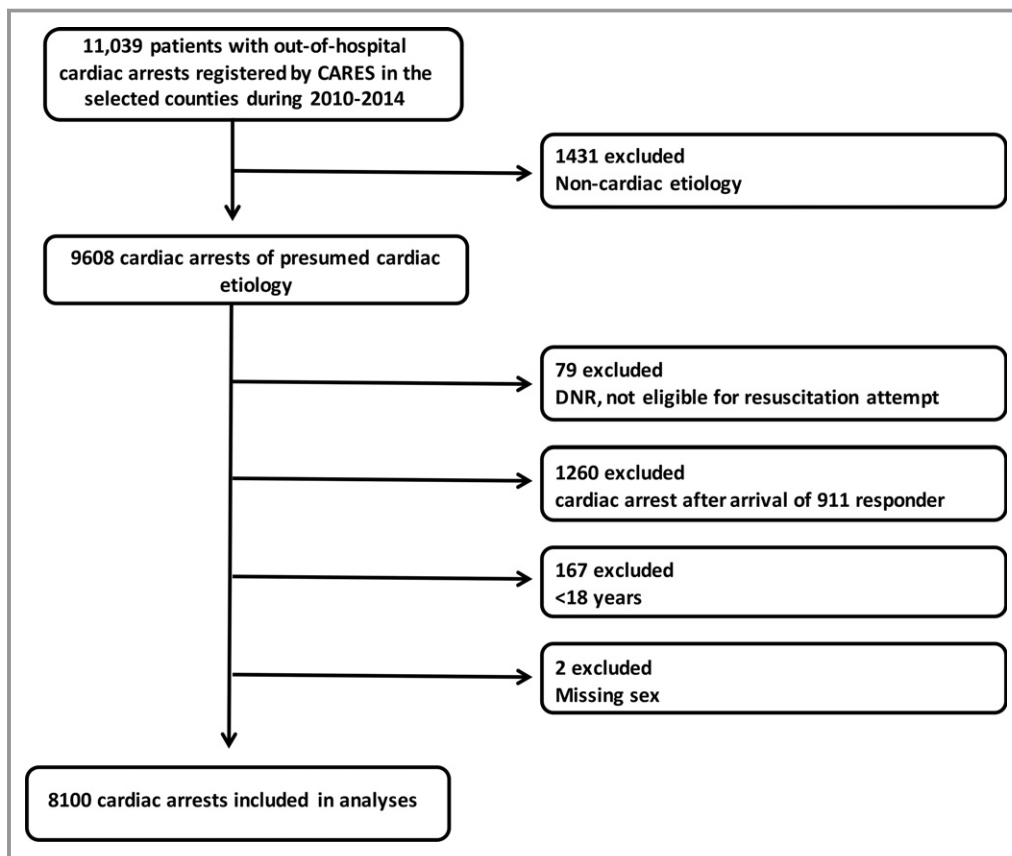 11,039 patients with out-of-hospital
cardiac arrests registered by CARES in the
selected counties during 2010-2014
1431 excluded
Non-cardiac etiology
9608 cardiac arrests of presumed cardiac
etiology
79 excluded
DNR, not eligible for resuscitation attempt
1260 excluded
cardiac arrest after arrival of 911 responder
167 excluded
<18 years
2 excluded
Missing sex
8100 cardiac arrests included in analyses